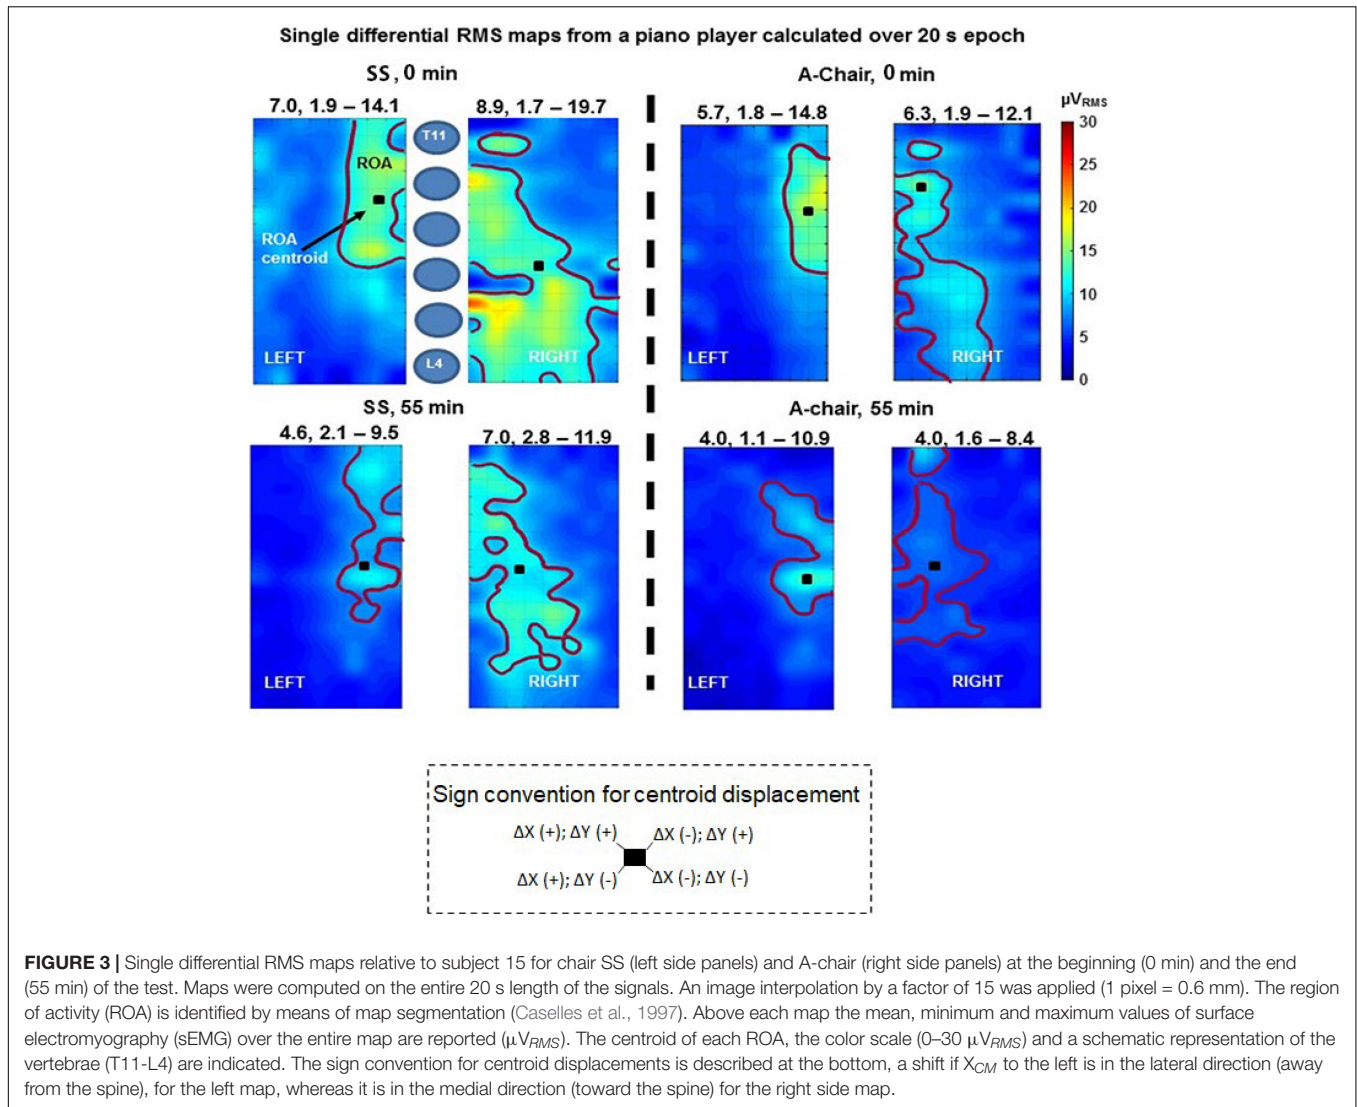 Single differential RMS maps from a piano player calculated over 20 s epoch
SS, 0 min
A-Chair, 0 min
7.0, 1.9 – 14.1
8.9, 1.7 – 19.7
5.7, 1.8 – 14.8
6.3, 1.9 – 12.1
µVRMS
30
25
20
15
10
5
0
T11
ROA
ROA
centroid
LEFT
L4
RIGHT
LEFT
RIGHT
SS, 55 min
A-chair, 55 min
4.6, 2.1 – 9.5
7.0, 2.8 – 11.9
4.0, 1.1 – 10.9
4.0, 1.6 – 8.4
LEFT
RIGHT
LEFT
RIGHT
Sign convention for centroid displacement
ΔX (+); ΔY (+)
ΔX (-); ΔY (+)
ΔX (+); ΔY (-)
ΔX (-); ΔY (-)
FIGURE 3 | Single differential RMS maps relative to subject 15 for chair SS (left side panels) and A-chair (right side panels) at the beginning (0 min) and the end
(55 min) of the test. Maps were computed on the entire 20 s length of the signals. An image interpolation by a factor of 15 was applied (1 pixel = 0.6 mm). The region
of activity (ROA) is identified by means of map segmentation (Caselles et al., 1997). Above each map the mean, minimum and maximum values of surface
electromyography (sEMG) over the entire map are reported (µVRMS). The centroid of each ROA, the color scale (0–30 µVRMS) and a schematic representation of the
vertebrae (T11-L4) are indicated. The sign convention for centroid displacements is described at the bottom, a shift if XCM to the left is in the lateral direction (away
from the spine), for the left map, whereas it is in the medial direction (toward the spine) for the right side map.